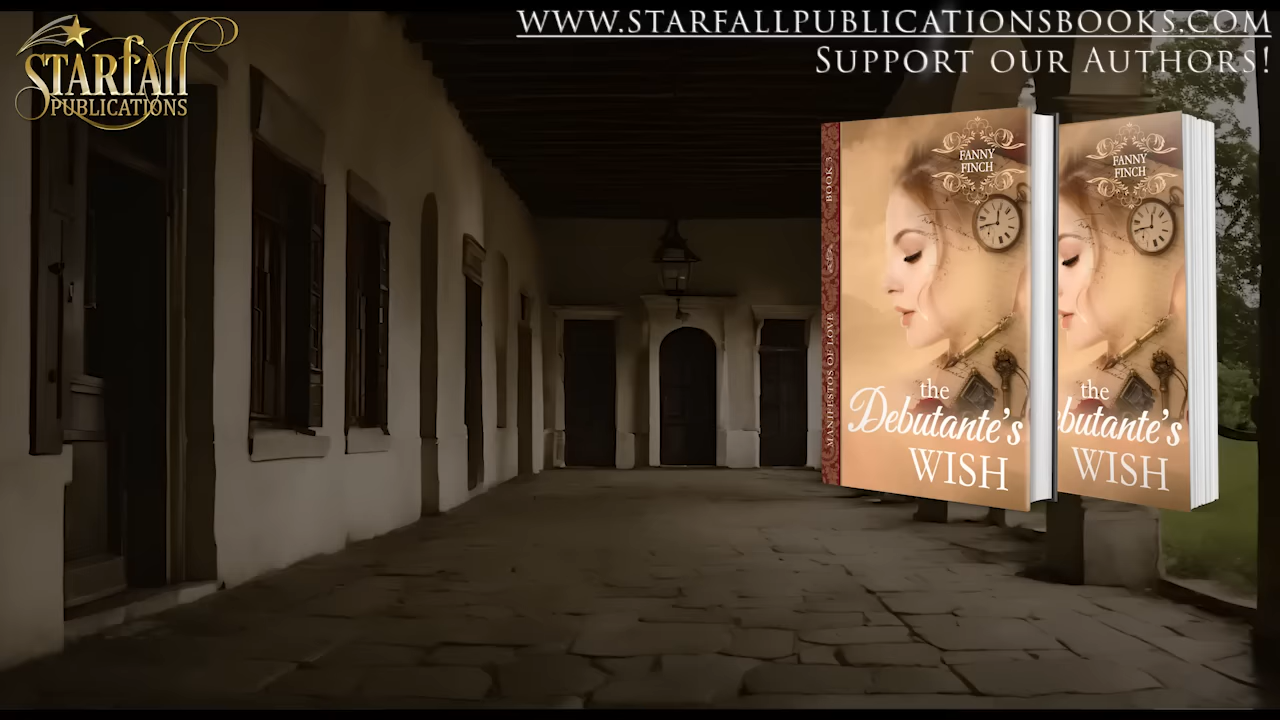 STARfall
PUBLICATIONS
WWW.STARFALLPUBLICATIONSBOOKS.COM
SUPPORT OUR AUTHORS!
BOOK 3
MANIFESTOS OF LOVE
FANNY
FINCH
the
Debutante's
WISH
FANNY
FINCH
the
ebutante's
WISH